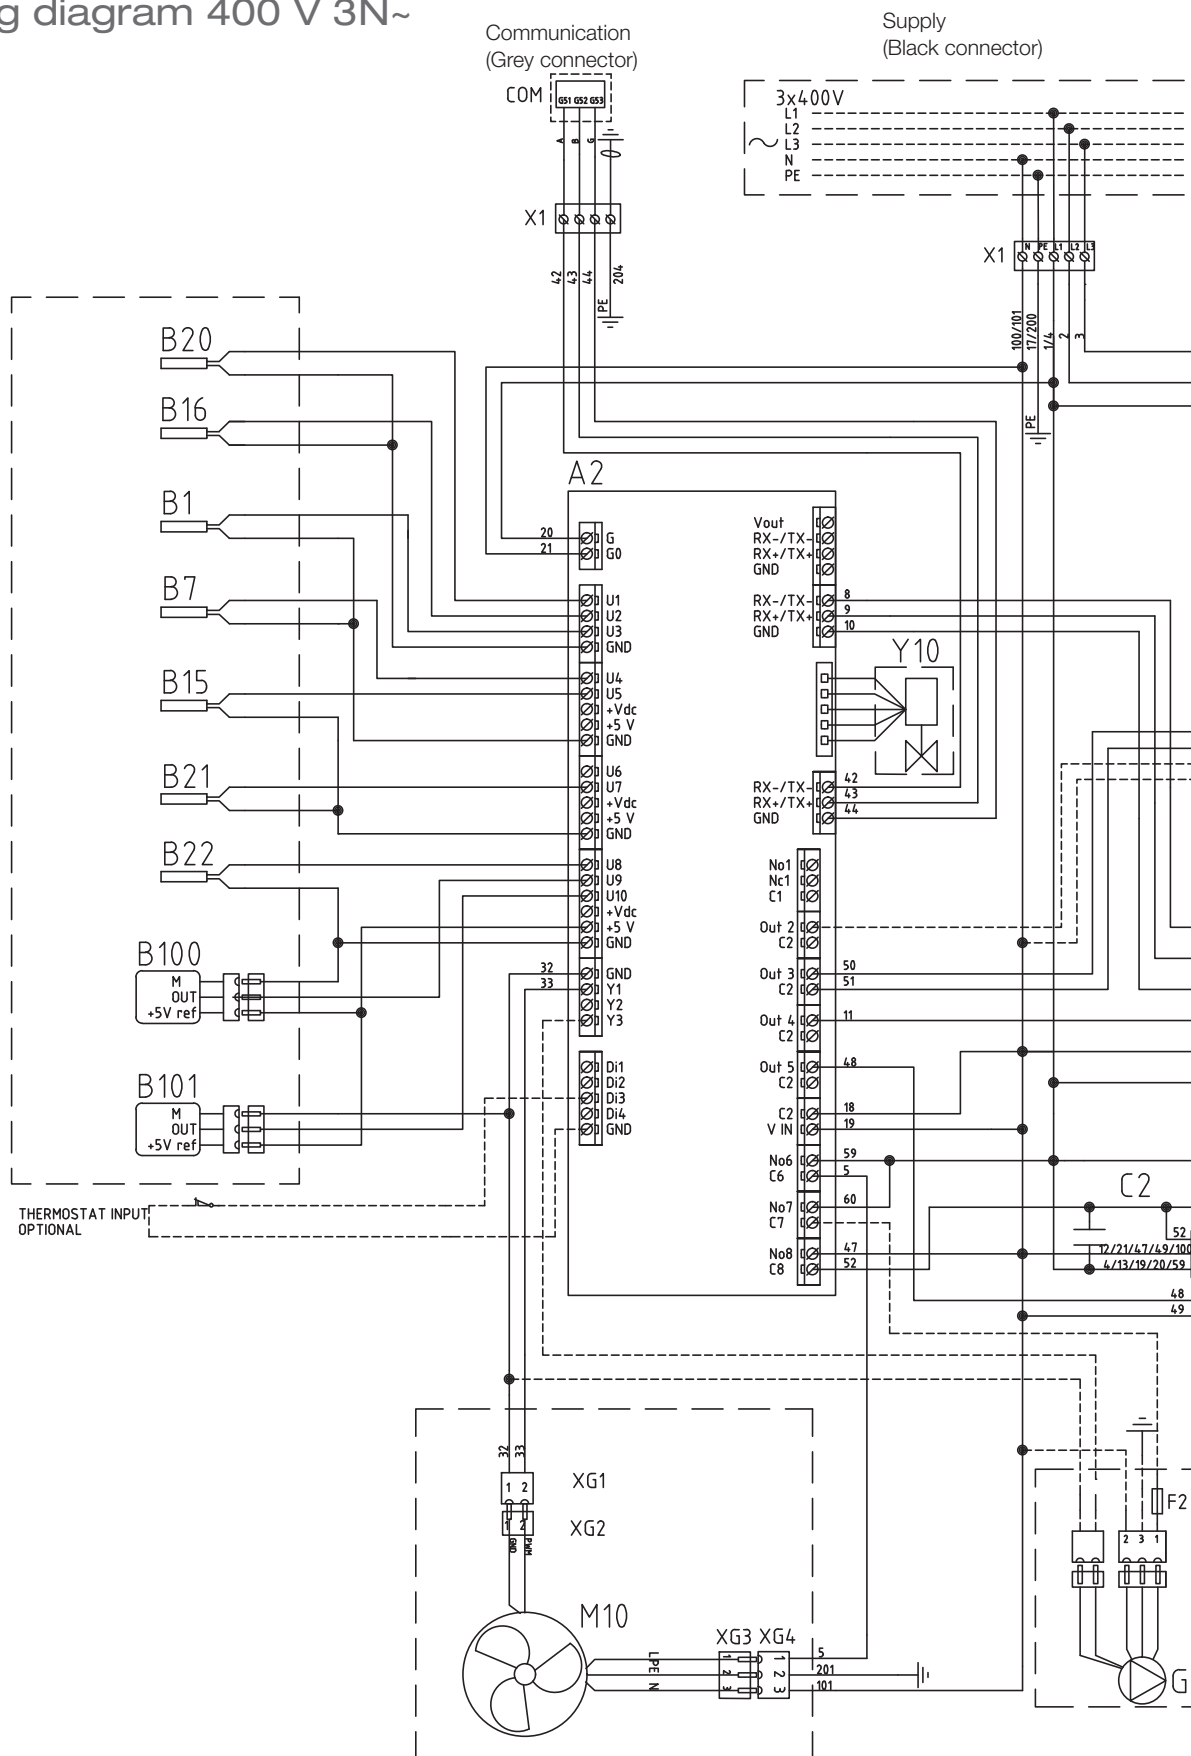 g diagram 400 V 3N~
Communication
(Grey connector)
Supply
(Black connector)
COM
GS1 GS2 GS3
A B G
X1
42 43 44 PE 204
3x400V
L1
L2
L3
N
PE
X1
N PE L1 L2 L3
100/101 17/200 1/4 2 3
PE
B20
B16
B1
B7
B15
B21
B22
B100
M
OUT
+5V ref
B101
M
OUT
+5V ref
THERMOSTAT INPUT
OPTIONAL
A2
20 G
21 G0
U1
U2
U3
GND
U4
U5
+Vdc
+5 V
GND
U6
U7
+Vdc
+5 V
GND
U8
U9
U10
+Vdc
+5 V
GND
32 GND
33 Y1
Y2
Y3
Di1
Di2
Di3
Di4
GND
Vout
RX-/TX-
RX+/TX+
GND
RX-/TX- 8
RX+/TX+ 9
GND 10
Y10
RX-/TX- 42
RX+/TX+ 43
GND 44
No1
Nc1
C1
Out 2
C2
Out 3 50
C2 51
Out 4 11
C2
Out 5 48
C2
C2 18
V IN 19
No6 59
C6 5
No7 60
C7
No8 47
C8 52
C2
52
12/21/47/49/100
4/13/19/20/59
48
49
32 33
1 2
XG1
1 2
XG2
GND PWM
M10
L PE N
XG3 XG4
1 1 5
2 2 201
3 3 101
F2
2 3 1
G